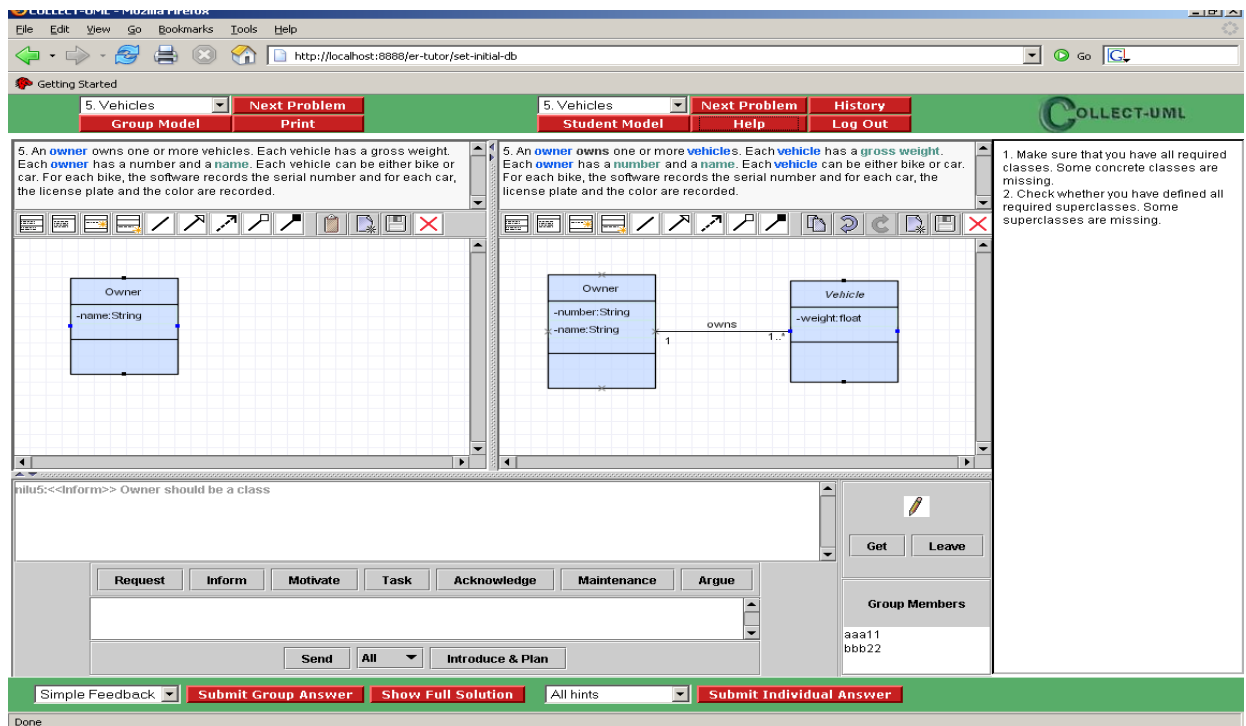 COLLECT-UML - Mozilla Firefox
File Edit View Go Bookmarks Tools Help
http://localhost:8888/er-tutor/set-initial-db
Go
G
Getting Started
5. Vehicles Next Problem
Group Model Print
5. Vehicles Next Problem History
Student Model Help Log Out
COLLECT-UML
5. An owner owns one or more vehicles. Each vehicle has a gross weight.
Each owner has a number and a name. Each vehicle can be either bike or
car. For each bike, the software records the serial number and for each car,
the license plate and the color are recorded.
5. An owner owns one or more vehicles. Each vehicle has a gross weight.
Each owner has a number and a name. Each vehicle can be either bike or car.
For each bike, the software records the serial number and for each car, the
license plate and the color are recorded.
1. Make sure that you have all required
classes. Some concrete classes are
missing.
2. Check whether you have defined all
required superclasses. Some
superclasses are missing.
Owner
-name:String
Owner
-number:String
-name:String
owns
1
1..*
Vehicle
-weight:float
nilu5:<<Inform>> Owner should be a class
Get Leave
Request Inform Motivate Task Acknowledge Maintenance Argue
Group Members
aaa11
bbb22
Send All Introduce & Plan
Simple Feedback Submit Group Answer Show Full Solution All hints Submit Individual Answer
Done